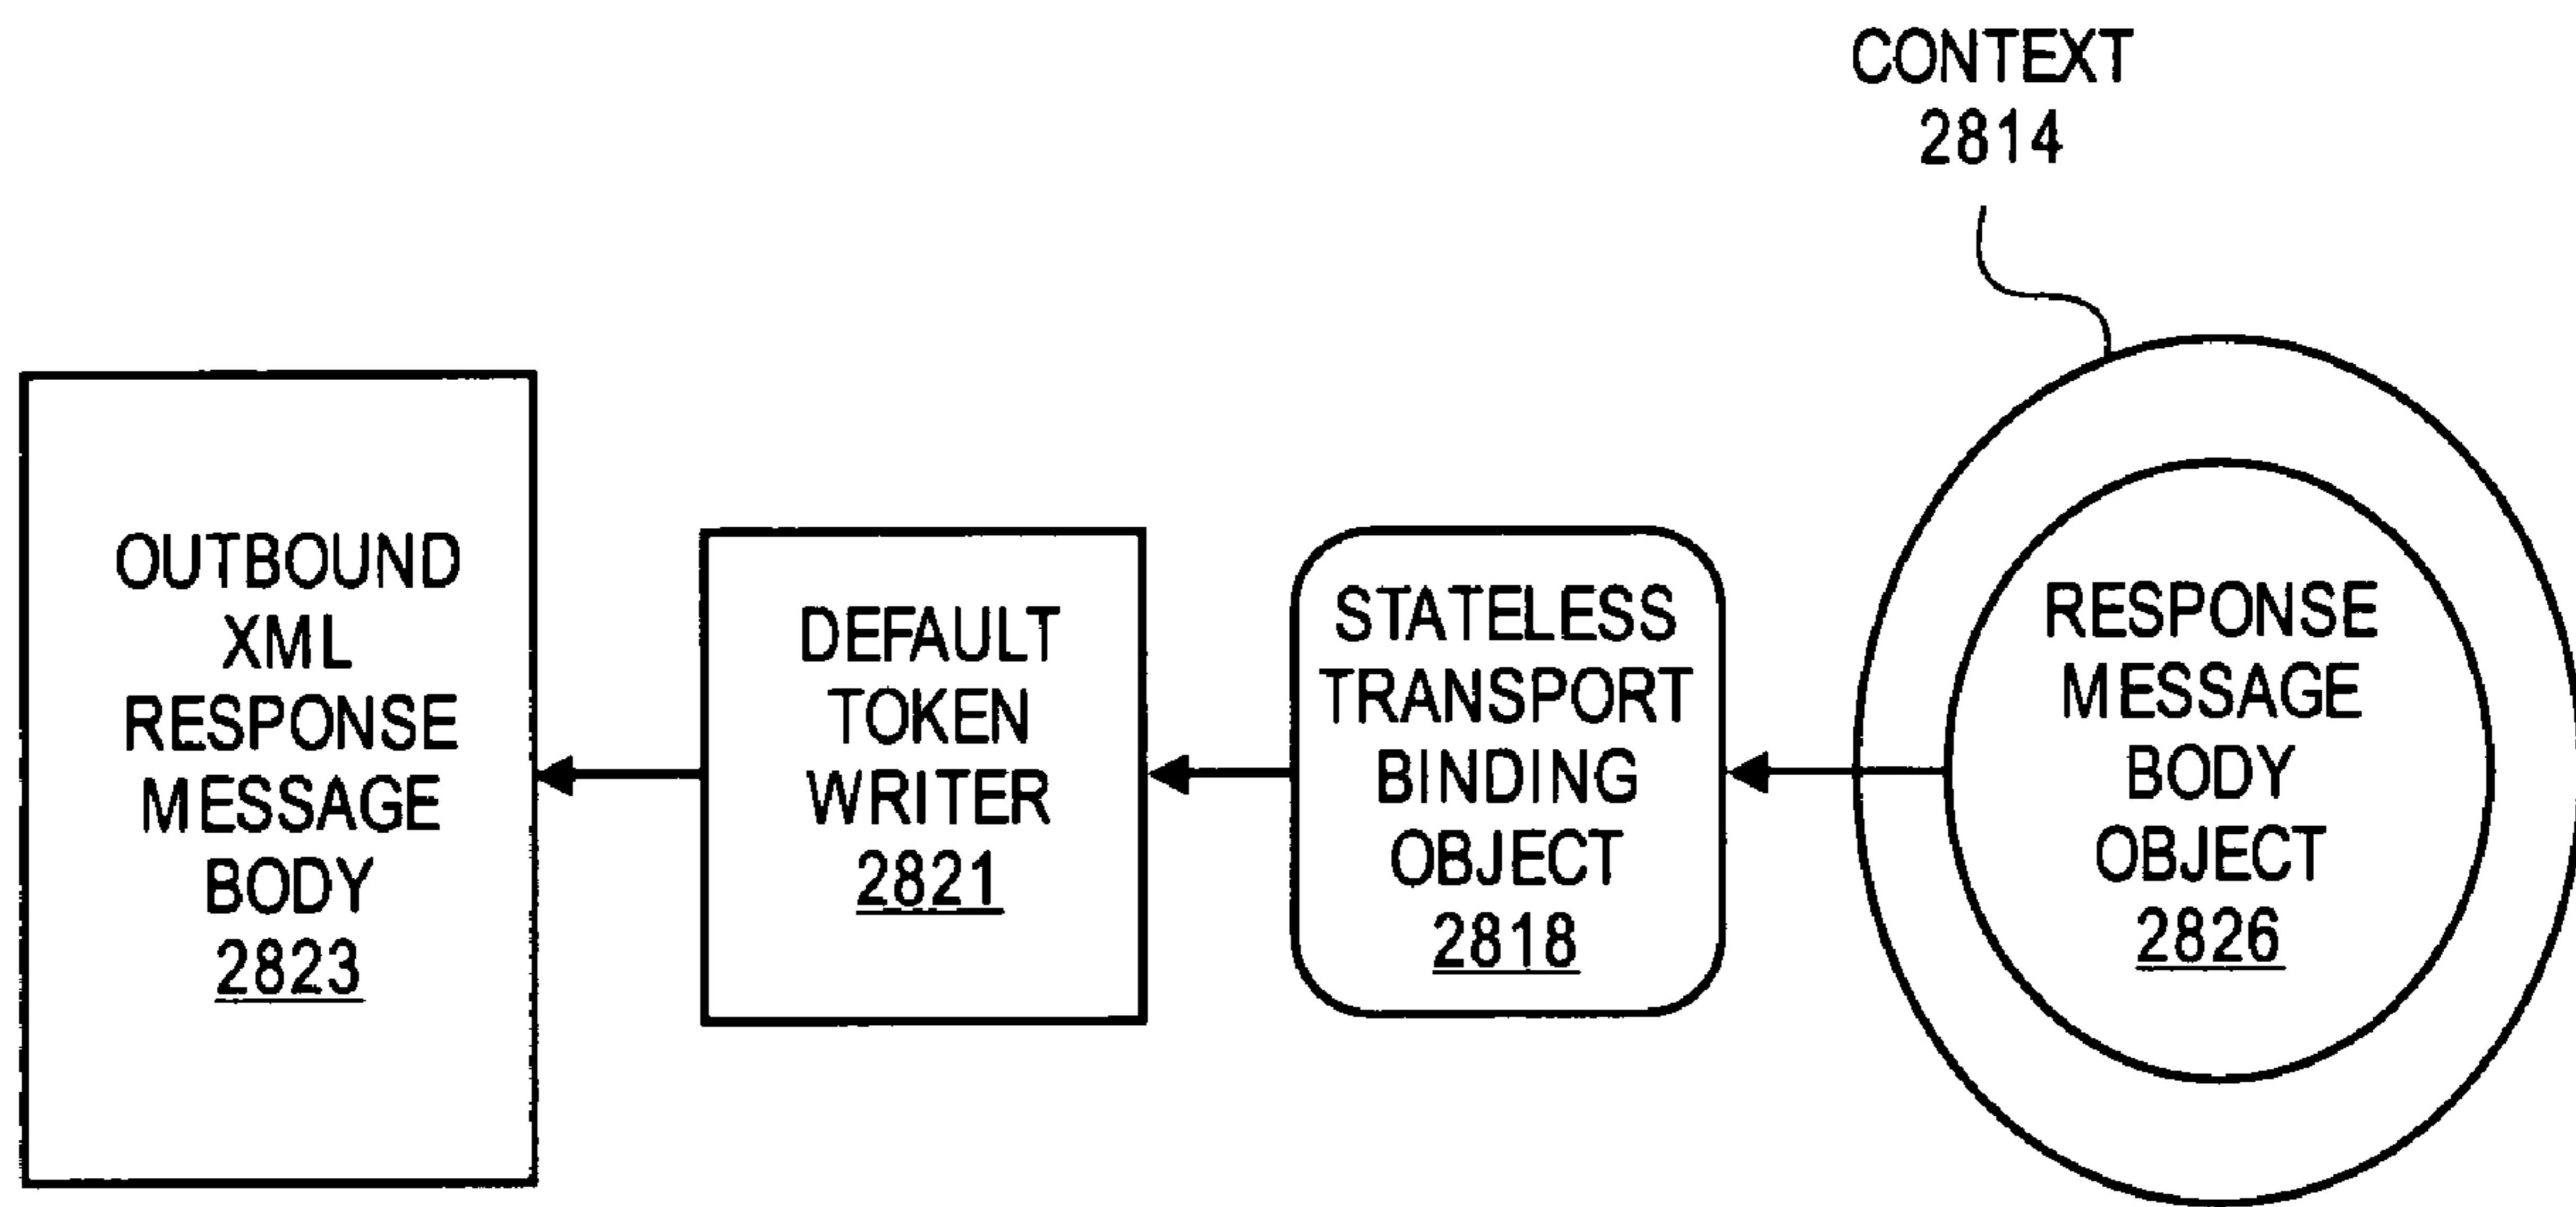 CONTEXT
2814
OUTBOUND
XML
RESPONSE
MESSAGE
BODY
2823
DEFAULT
TOKEN
WRITER
2821
STATELESS
TRANSPORT
BINDING
OBJECT
2818
RESPONSE
MESSAGE
BODY
OBJECT
2826